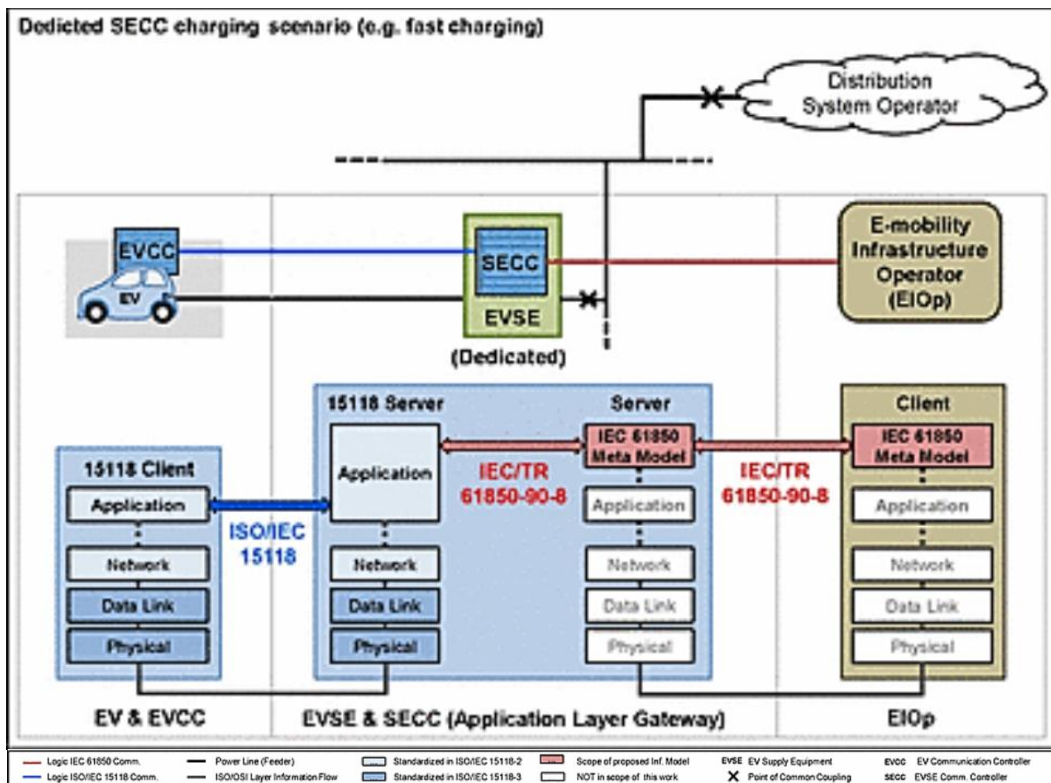 Dedicted SECC charging scenario (e.g. fast charging)
Distribution
System Operator
EVCC
EV
SECC
EVSE
(Dedicated)
E-mobility
Infrastructure
Operator
(EIOp)
15118 Server
Server
Client
15118 Client
Application
Application
IEC 61850
Meta Model
IEC 61850
Meta Model
IEC/TR
61850-90-8
IEC/TR
61850-90-8
ISO/IEC
15118
Application
Application
Network
Network
Network
Network
Data Link
Data Link
Data Link
Data Link
Physical
Physical
Physical
Physical
EV & EVCC
EVSE & SECC (Application Layer Gateway)
EIOp
Logic IEC 61850 Comm.
Power Line (Feeder)
Standardized in ISO/IEC 15118-2
Scope of proposed Inf. Model
EVSE EV Supply Equipment
EVCC EV Communication Controller
Logic ISO/IEC 15118 Comm.
ISO/OSI Layer Information Flow
Standardized in ISO/IEC 15118-3
NOT in scope of this work
Point of Common Coupling
SECC EVSE Comm. Controller